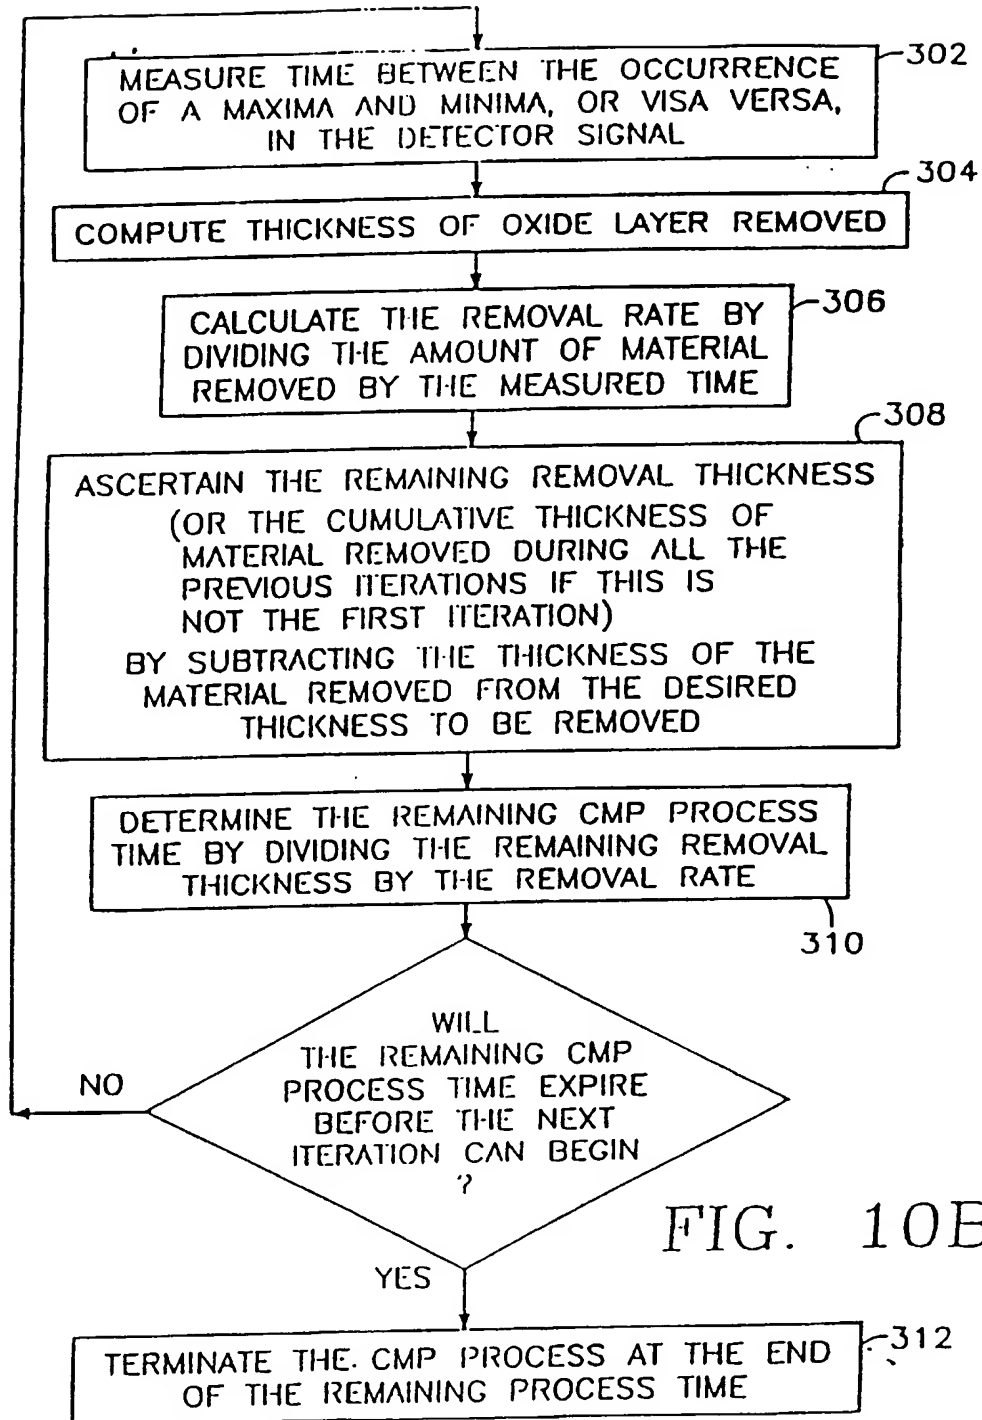 302
MEASURE TIME BETWEEN THE OCCURRENCE
OF A MAXIMA AND MINIMA, OR VISA VERSA,
IN THE DETECTOR SIGNAL
304
COMPUTE THICKNESS OF OXIDE LAYER REMOVED
306
CALCULATE THE REMOVAL RATE BY
DIVIDING THE AMOUNT OF MATERIAL
REMOVED BY THE MEASURED TIME
308
ASCERTAIN THE REMAINING REMOVAL THICKNESS
(OR THE CUMULATIVE THICKNESS OF
MATERIAL REMOVED DURING ALL THE
PREVIOUS ITERATIONS IF THIS IS
NOT THE FIRST ITERATION)
BY SUBTRACTING THE THICKNESS OF THE
MATERIAL REMOVED FROM THE DESIRED
THICKNESS TO BE REMOVED
DETERMINE THE REMAINING CMP PROCESS
TIME BY DIVIDING THE REMAINING REMOVAL
THICKNESS BY THE REMOVAL RATE
310
WILL
THE REMAINING CMP
PROCESS TIME EXPIRE
BEFORE THE NEXT
ITERATION CAN BEGIN
?
NO
YES
FIG. 10B
312
TERMINATE THE CMP PROCESS AT THE END
OF THE REMAINING PROCESS TIME